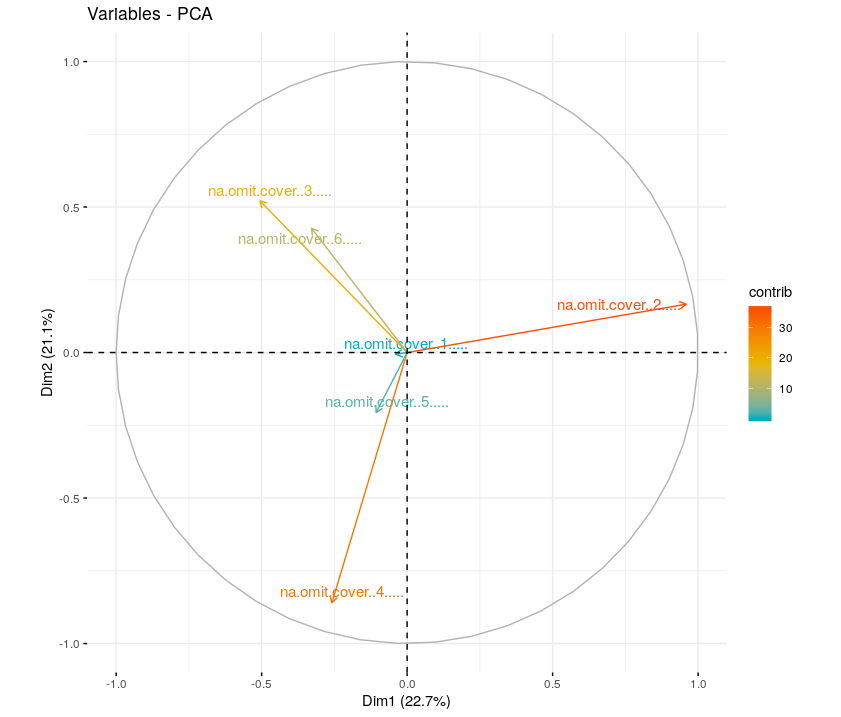 Variables - PCA
1.0
0.5
0.0
-0.5
-1.0
Dim2 (21.1%)
na.omit.cover..3.....
na.omit.cover..6.....
na.omit.cover..2.....
na.omit.cover..1.....
na.omit.cover..5.....
na.omit.cover..4.....
-1.0
-0.5
0.0
0.5
1.0
Dim1 (22.7%)
contrib
30
20
10